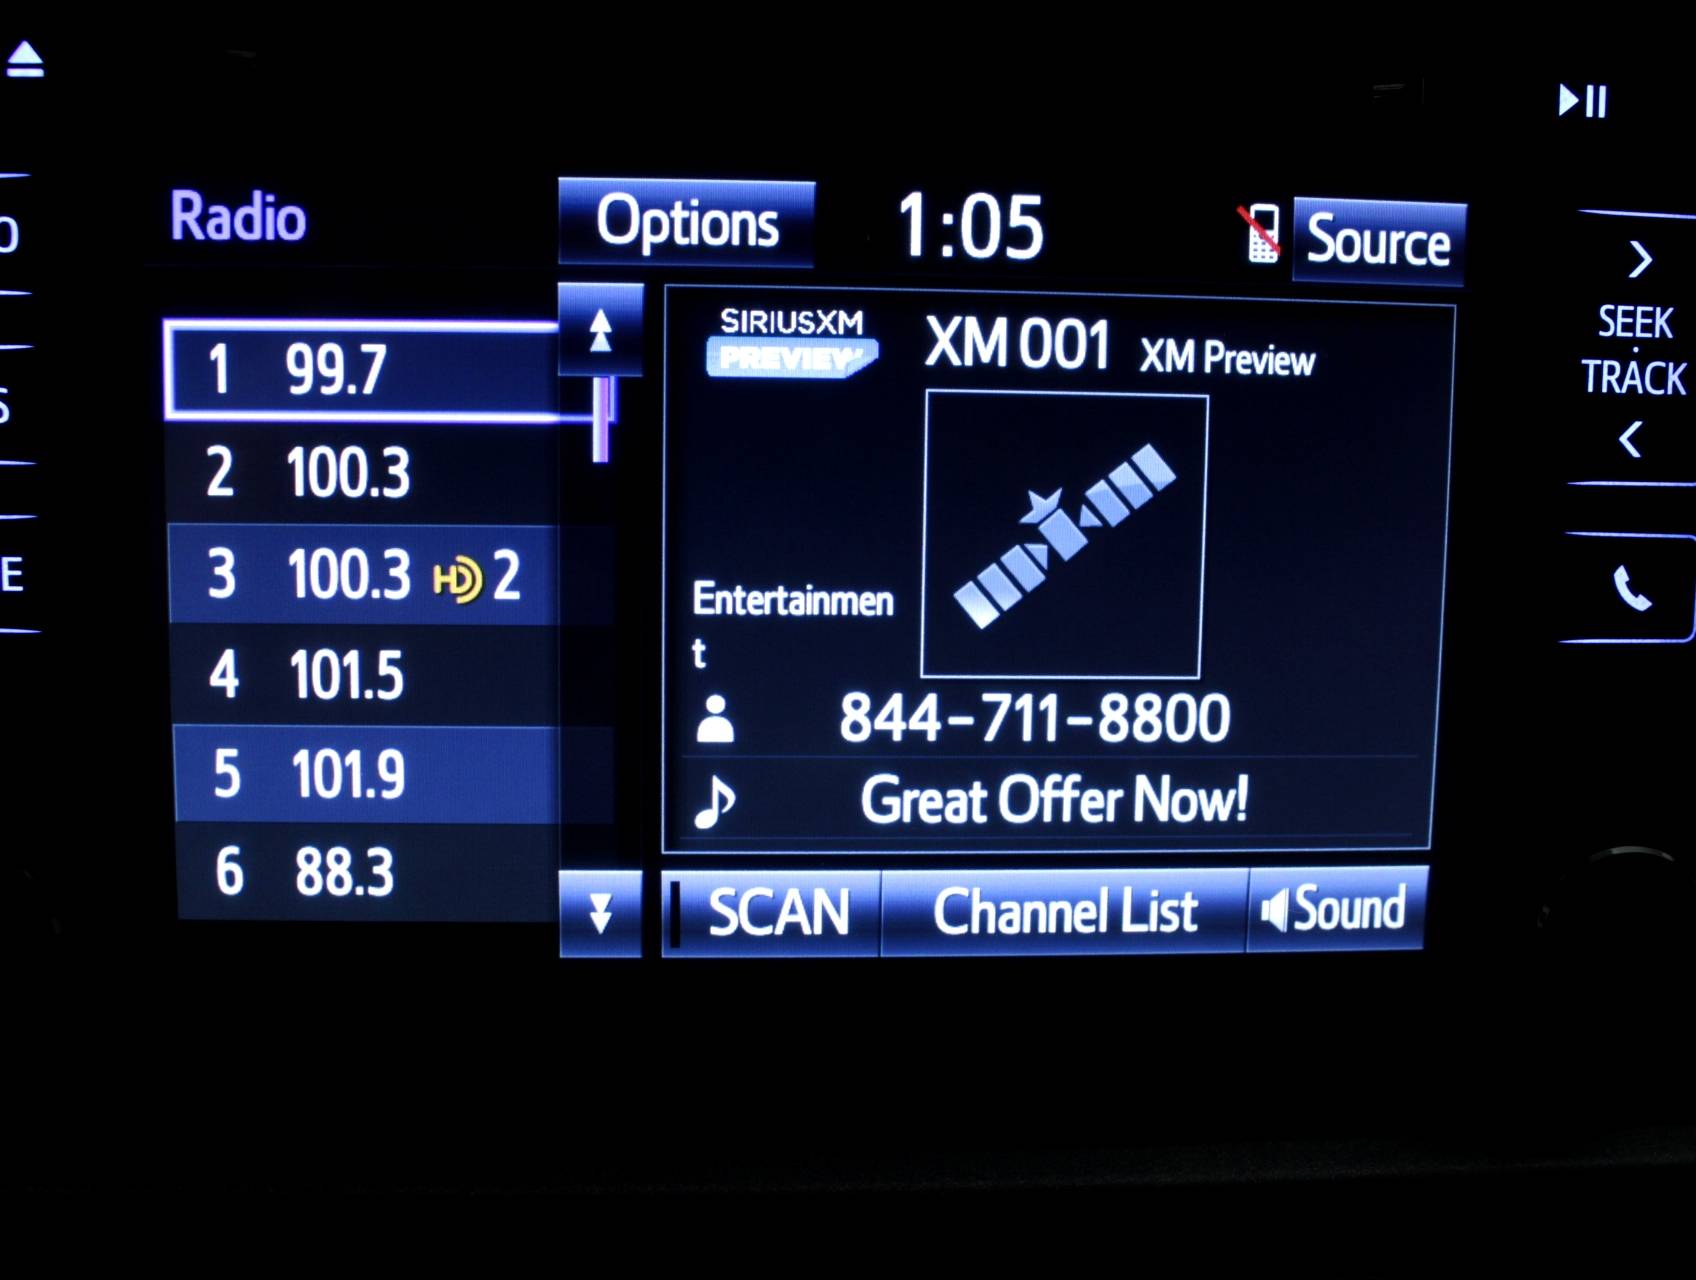 Radio
Options
1:05
Source
1 99.7
2 100.3
3 100.3 HD 2
4 101.5
5 101.9
6 88.3
SIRIUSXM
PREVIEW
XM 001 XM Preview
Entertainmen
t
844-711-8800
Great Offer Now!
SCAN
Channel List
Sound
SEEK
TRACK
O
S
E